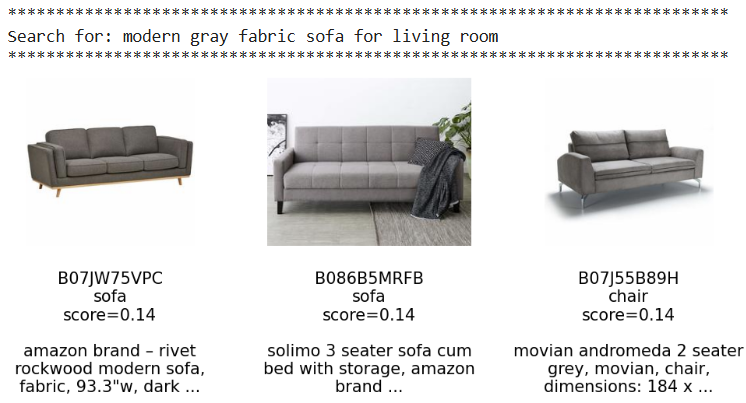 ***************************************************************************
Search for: modern gray fabric sofa for living room
***************************************************************************
B07JW75VPC
sofa
score=0.14
amazon brand – rivet
rockwood modern sofa,
fabric, 93.3"w, dark ...
B086B5MRFB
sofa
score=0.14
solimo 3 seater sofa cum
bed with storage, amazon
brand ...
B07J55B89H
chair
score=0.14
movian andromeda 2 seater
grey, movian, chair,
dimensions: 184 x ...